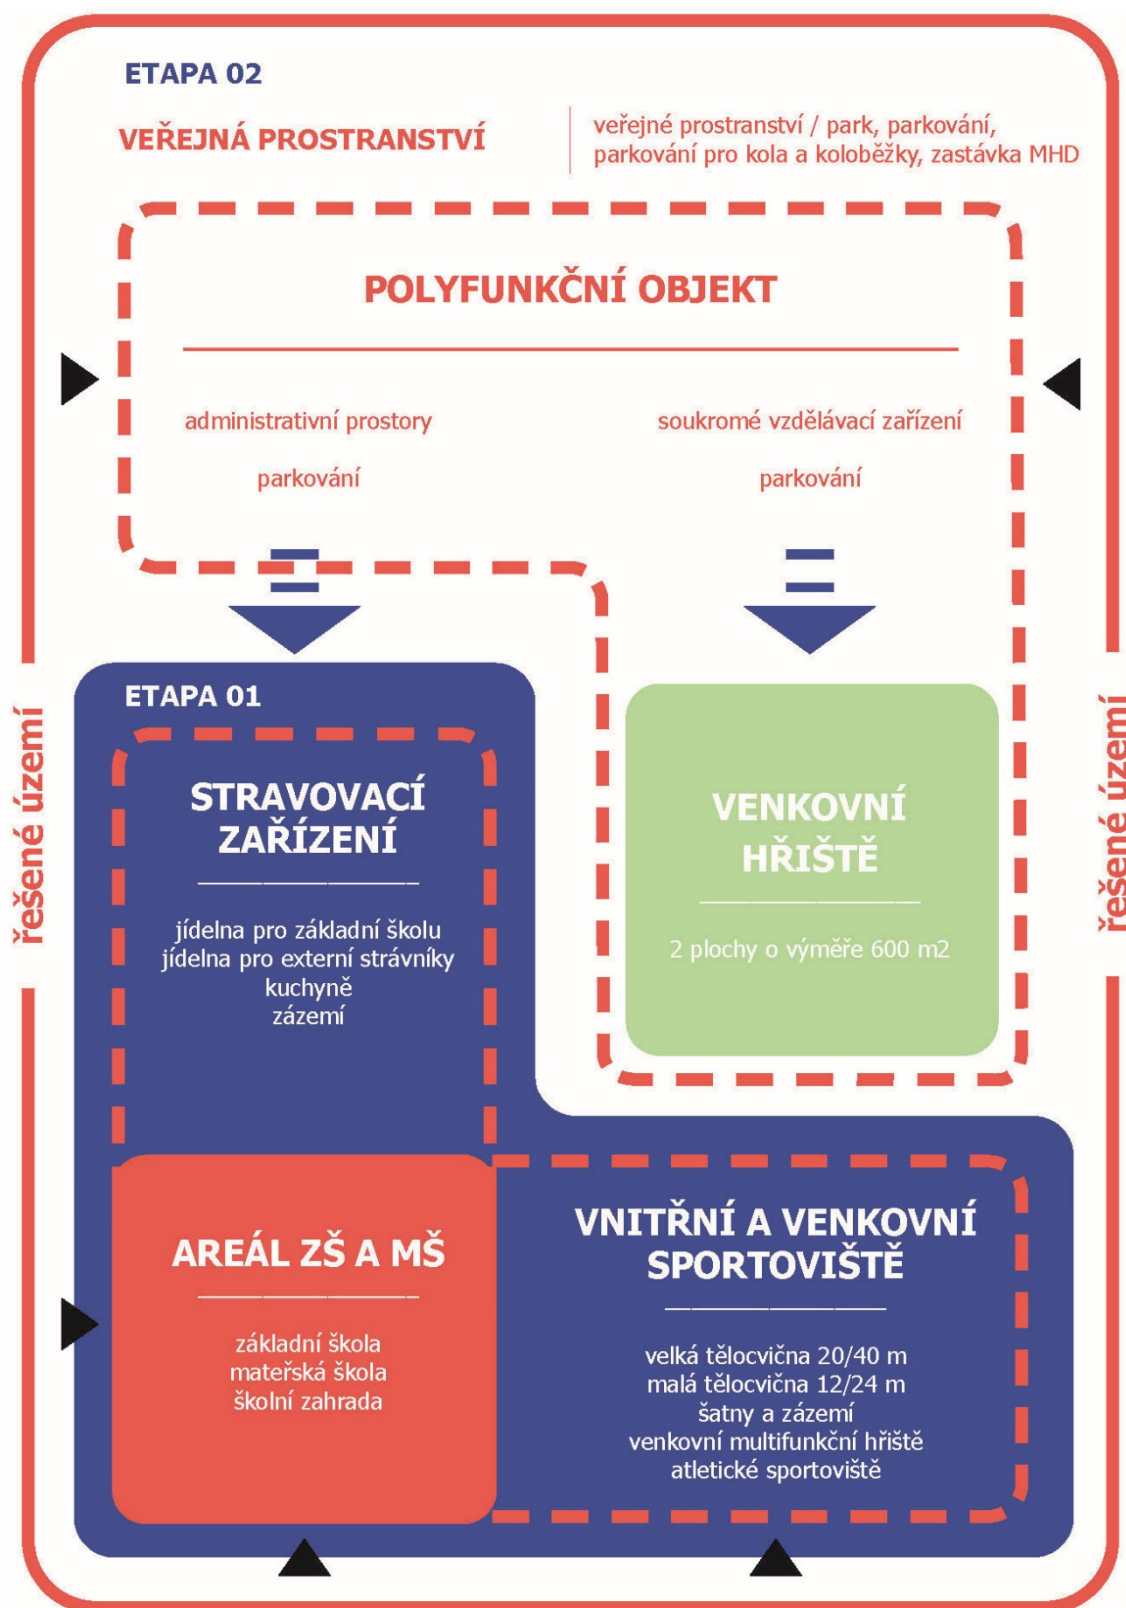 ETAPA 02
VEŘEJNÁ PROSTRANSTVÍ
veřejné prostranství / park, parkování,
parkování pro kola a koloběžky, zastávka MHD
POLYFUNKČNÍ OBJEKT
administrativní prostory
parkování
soukromé vzdělávací zařízení
parkování
řešené území
řešené území
ETAPA 01
STRAVOVACÍ
ZAŘÍZENÍ
jídelna pro základní školu
jídelna pro externí strávníky
kuchyně
zázemí
VENKOVNÍ
HŘIŠTĚ
2 plochy o výměře 600 m2
AREÁL ZŠ A MŠ
základní škola
mateřská škola
školní zahrada
VNITŘNÍ A VENKOVNÍ
SPORTOVIŠTĚ
velká tělocvična 20/40 m
malá tělocvična 12/24 m
šatny a zázemí
venkovní multifunkční hřiště
atletické sportoviště